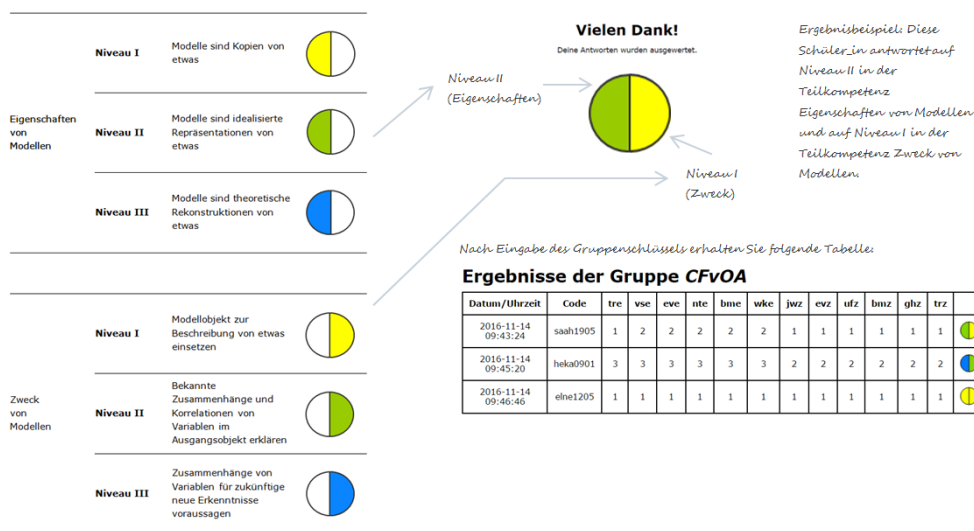 Eigenschaften
von
Modellen
Niveau I
Modelle sind Kopien von
etwas
Niveau II
Modelle sind idealisierte
Repräsentationen von
etwas
Niveau III
Modelle sind theoretische
Rekonstruktionen von
etwas
Zweck
von
Modellen
Niveau I
Modellobjekt zur
Beschreibung von etwas
einsetzen
Niveau II
Bekannte
Zusammenhänge und
Korrelationen von
Variablen im
Ausgangsobjekt erklären
Niveau III
Zusammenhänge von
Variablen für zukünftige
neue Erkenntnisse
voraussagen
Vielen Dank!
Deine Antworten wurden ausgewertet.
Niveau II
(Eigenschaften)
Niveau I
(Zweck)
Ergebnisbeispiel: Diese
Schüler_in antwortet auf
Niveau II in der
Teilkompetenz
Eigenschaften von Modellen
und auf Niveau I in der
Teilkompetenz Zweck von
Modellen.
Nach Eingabe des Gruppenschlüssels erhalten Sie folgende Tabelle:
Ergebnisse der Gruppe CFvOA
Datum/Uhrzeit Code tre vse eve nte bme wke jwz evz ufz bmz ghz trz
2016-11-14
09:43:24 saah1905 1 2 2 2 2 2 1 1 1 1 1 1
2016-11-14
09:45:20 heka0901 3 3 3 3 3 3 2 2 2 2 2 2
2016-11-14
09:46:46 elne1205 1 1 1 1 1 1 1 1 1 1 1 1